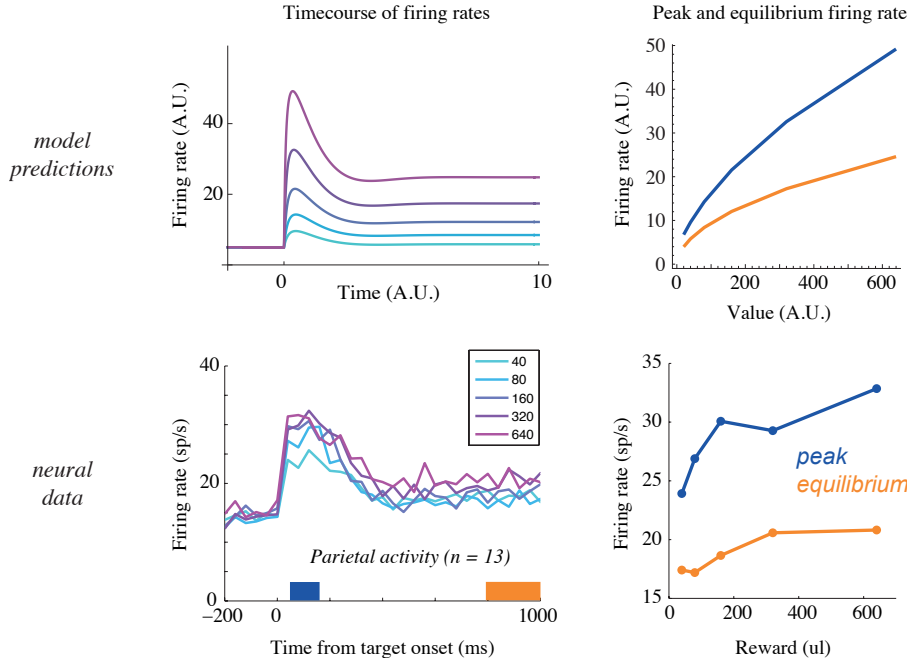 Timecourse of firing rates
Peak and equilibrium firing rate
model
predictions
Firing rate (A.U.)
40
20
0
10
Time (A.U.)
Firing rate (A.U.)
50
40
30
20
10
0
0
200
400
600
Value (A.U.)
neural
data
Firing rate (sp/s)
40
20
0
40
80
160
320
640
Parietal activity (n = 13)
−200
0
1000
Time from target onset (ms)
Firing rate (sp/s)
35
30
25
20
15
peak
equilibrium
0
200
400
600
Reward (ul)